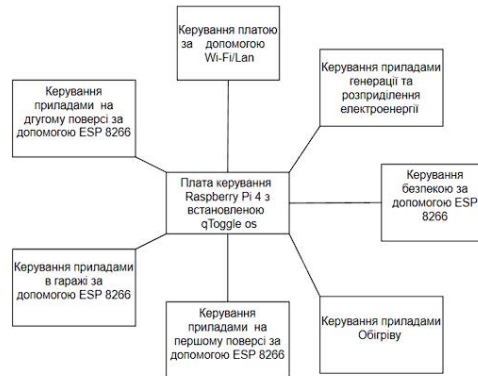 Керування платою
за допомогою
Wi-Fi/Lan
Керування приладами
генерації та
розприділення
електроенергії
Керування
приладами на
дгугому поверсі за
допомогою ESP 8266
Плата керування
Raspberry Pi 4 з
встановленою
qToggle os
Керування
безпекою за
допомогою ESP
8266
Керування приладами
в гаражі за
допомогою ESP 8266
Керування
приладами на
першому поверсі за
допомогою ESP 8266
Керування приладами
Обігріву